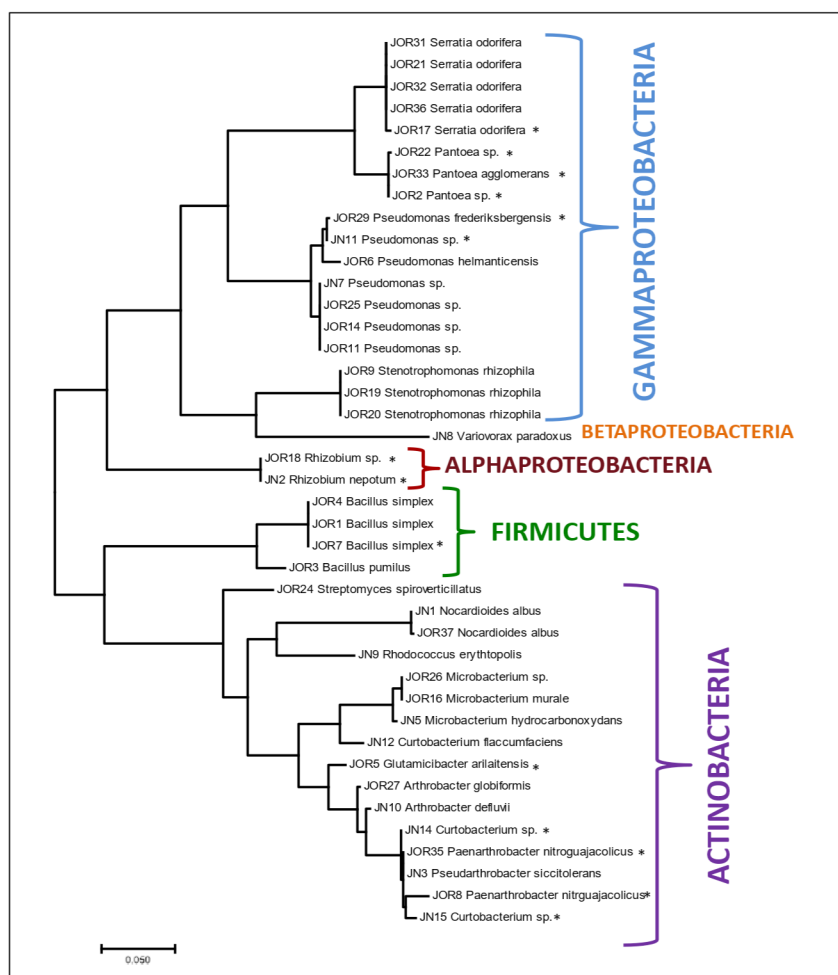 JOR31 Serratia odorifera
JOR21 Serratia odorifera
JOR32 Serratia odorifera
JOR36 Serratia odorifera
JOR17 Serratia odorifera *
JOR22 Pantoea sp. *
JOR33 Pantoea agglomerans *
JOR2 Pantoea sp. *
JOR29 Pseudomonas frederiksbergensis *
JN11 Pseudomonas sp. *
JOR6 Pseudomonas helmanticensis
JN7 Pseudomonas sp.
JOR25 Pseudomonas sp.
JOR14 Pseudomonas sp.
JOR11 Pseudomonas sp.
JOR9 Stenotrophomonas rhizophila
JOR19 Stenotrophomonas rhizophila
JOR20 Stenotrophomonas rhizophila
GAMMAPROTEOBACTERIA
JN8 Variovorax paradoxus BETAPROTEOBACTERIA
JOR18 Rhizobium sp. *
JN2 Rhizobium nepotum *
ALPHAPROTEOBACTERIA
JOR4 Bacillus simplex
JOR1 Bacillus simplex
JOR7 Bacillus simplex *
JOR3 Bacillus pumilus
FIRMICUTES
JOR24 Streptomyces spiroverticillatus
JN1 Nocardioides albus
JOR37 Nocardioides albus
JN9 Rhodococcus erythtopolis
JOR26 Microbacterium sp.
JOR16 Microbacterium murale
JN5 Microbacterium hydrocarbonoxydans
JN12 Curtobacterium flaccumfaciens
JOR5 Glutamicibacter arilaitensis *
JOR27 Arthrobacter globiformis
JN10 Arthrobacter defluvii
JN14 Curtobacterium sp. *
JOR35 Paenarthrobacter nitroguajacolicus *
JN3 Pseudarthrobacter siccitolerans
JOR8 Paenarthrobacter nitrguajacolicus*
JN15 Curtobacterium sp. *
ACTINOBACTERIA
0.050